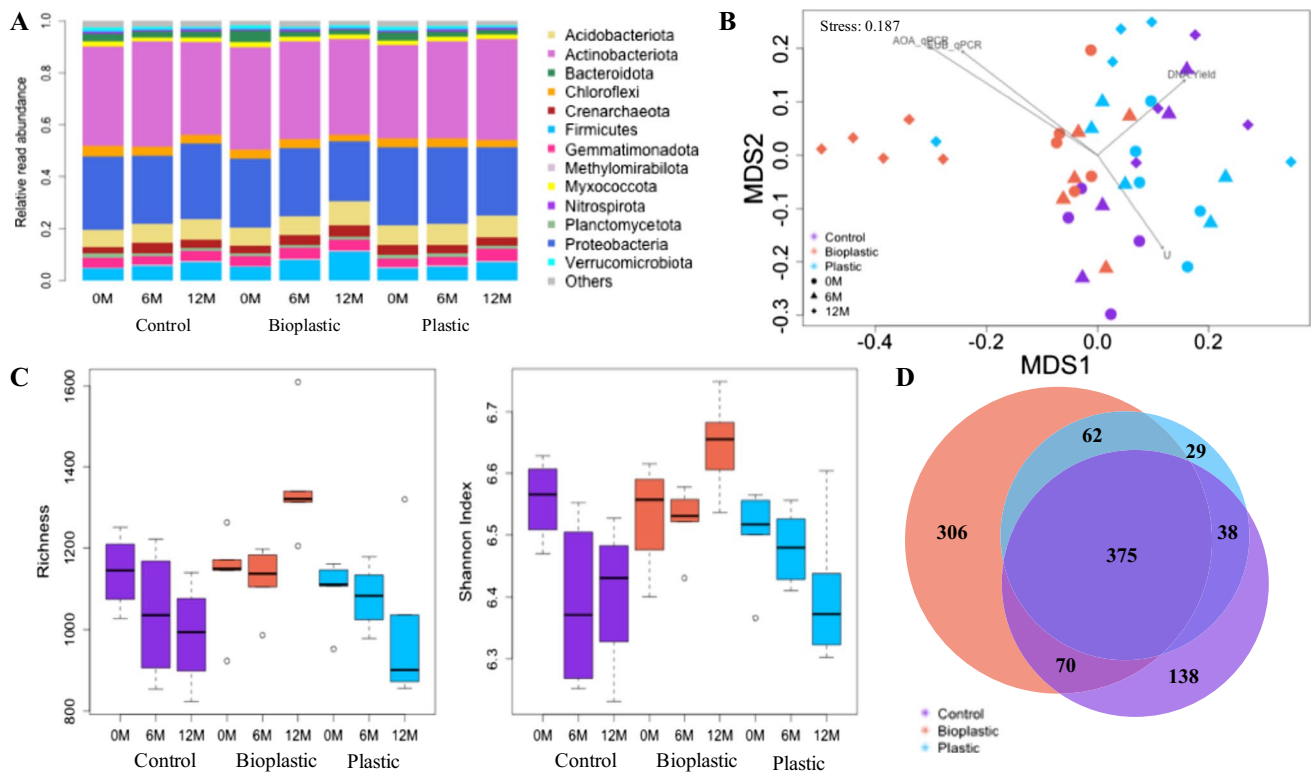 A
Relative read abundance
1.0
0.8
0.6
0.4
0.2
0.0
0M 6M 12M 0M 6M 12M 0M 6M 12M
Control Bioplastic Plastic
Acidobacteriota
Actinobacteriota
Bacteroidota
Chloroflexi
Crenarchaeota
Firmicutes
Gemmatimonadota
Methylomirabilota
Myxococcota
Nitrospirota
Planctomycetota
Proteobacteria
Verrucomicrobiota
Others
B
Stress: 0.187
MDS2
0.2
0.1
0.0
-0.1
-0.2
-0.3
AOA_qPCR
DNA.Yield
U
Control
Bioplastic
Plastic
0M
6M
12M
-0.4 -0.2 0.0 0.2
MDS1
C
Richness
1600
1400
1200
1000
800
0M 6M 12M 0M 6M 12M 0M 6M 12M
Control Bioplastic Plastic
Shannon Index
6.7
6.6
6.5
6.4
6.3
0M 6M 12M 0M 6M 12M 0M 6M 12M
Control Bioplastic Plastic
D
62
29
306
375
38
70
138
Control
Bioplastic
Plastic